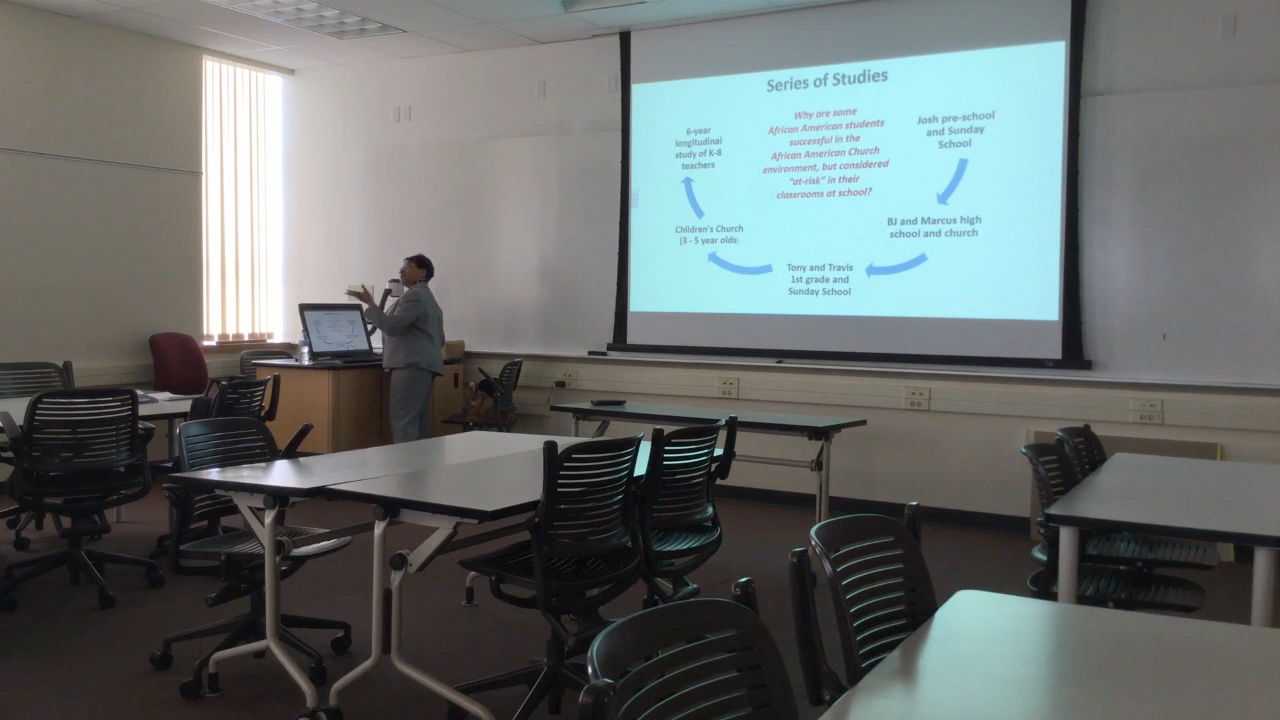 Series of Studies
Why are some
African American students
successful in the
African American Church
environment, but considered
"at-risk" in their
classrooms at school?
Josh pre-school
and Sunday
School
BJ and Marcus high
school and church
Tony and Travis
1st grade and
Sunday School
Children's Church
(3 - 5 year olds)
6-year
longitudinal
study of K-8
teachers